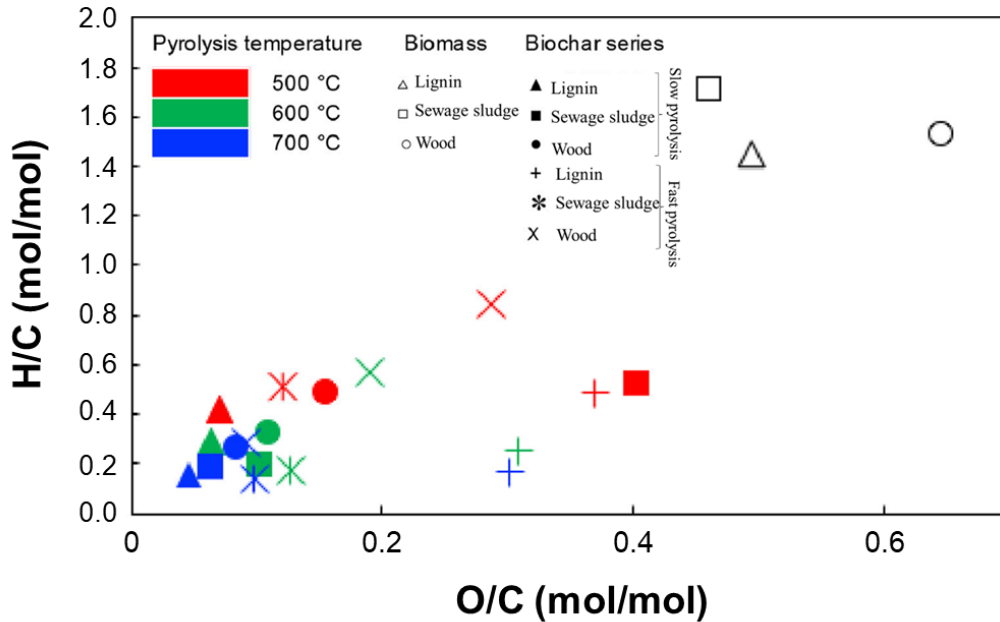 Pyrolysis temperature
500 °C
600 °C
700 °C
Biomass
Lignin
Sewage sludge
Wood
Biochar series
Lignin
Sewage sludge
Wood
Slow pyrolysis
Lignin
Sewage sludge
Wood
Fast pyrolysis
H/C (mol/mol)
2.0
1.8
1.6
1.4
1.2
1.0
0.8
0.6
0.4
0.2
0.0
0
0.2
0.4
0.6
O/C (mol/mol)